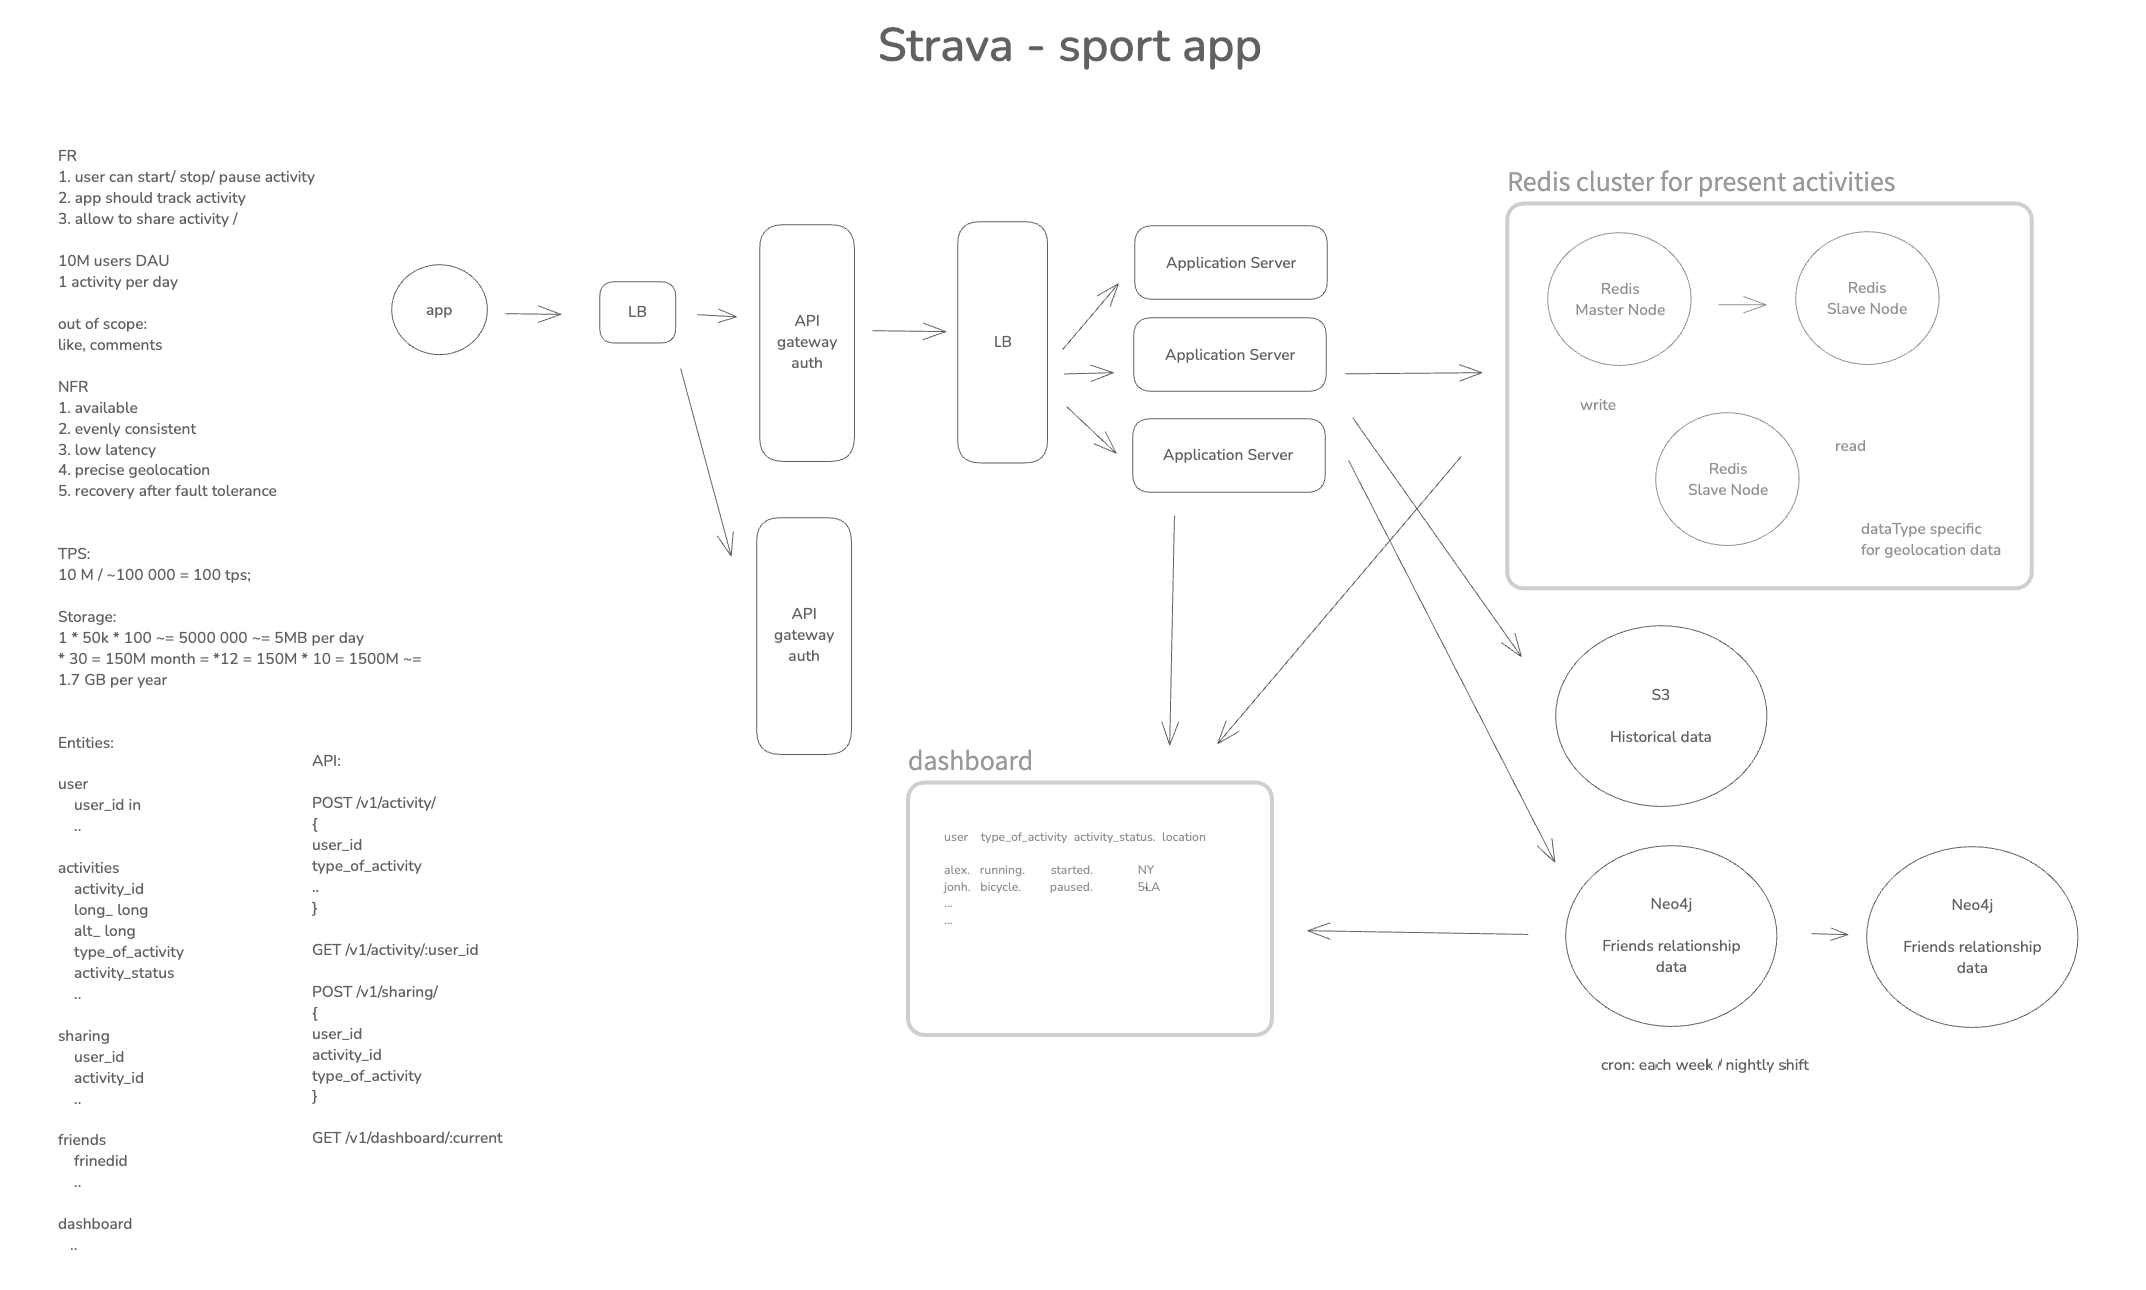 Strava - sport app
FR
1. user can start/ stop/ pause activity
2. app should track activity
3. allow to share activity /
10M users DAU
1 activity per day
out of scope:
like, comments
NFR
1. available
2. evenly consistent
3. low latency
4. precise geolocation
5. recovery after fault tolerance
TPS:
10 M / ~100 000 = 100 tps;
Storage:
1 * 50k * 100 ~= 5000 000 ~= 5MB per day
* 30 = 150M month = *12 = 150M * 10 = 1500M ~=
1.7 GB per year
Entities:
user
user_id in
..
activities
activity_id
long_ long
alt_ long
type_of_activity
activity_status
..
sharing
user_id
activity_id
..
friends
frinedid
..
dashboard
..
API:
POST /v1/activity/
{
user_id
type_of_activity
..
}
GET /v1/activity/:user_id
POST /v1/sharing/
{
user_id
activity_id
type_of_activity
}
GET /v1/dashboard/:current
app
LB
API
gateway
auth
API
gateway
auth
LB
Application Server
Application Server
Application Server
Redis cluster for present activities
Redis
Master Node
Redis
Slave Node
write
read
Redis
Slave Node
dataType specific
for geolocation data
S3
Historical data
Neo4j
Friends relationship
data
Neo4j
Friends relationship
data
cron: each week / nightly shift
dashboard
user type_of_activity activity_status. location
alex. running. started. NY
jonh. bicycle. paused.
...
...